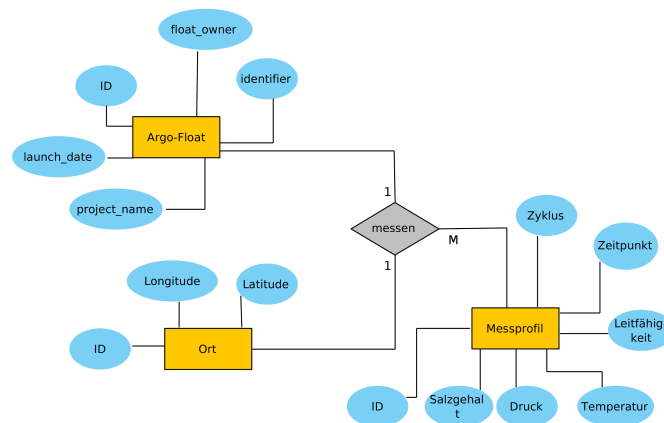 float_owner
ID
identifier
Argo-Float
launch_date
project_name
1
messen
M
1
Zyklus
Zeitpunkt
Longitude
Latitude
ID
Ort
Messprofil
Leitfähig
keit
ID
Salzgehal
t
Druck
Temperatur